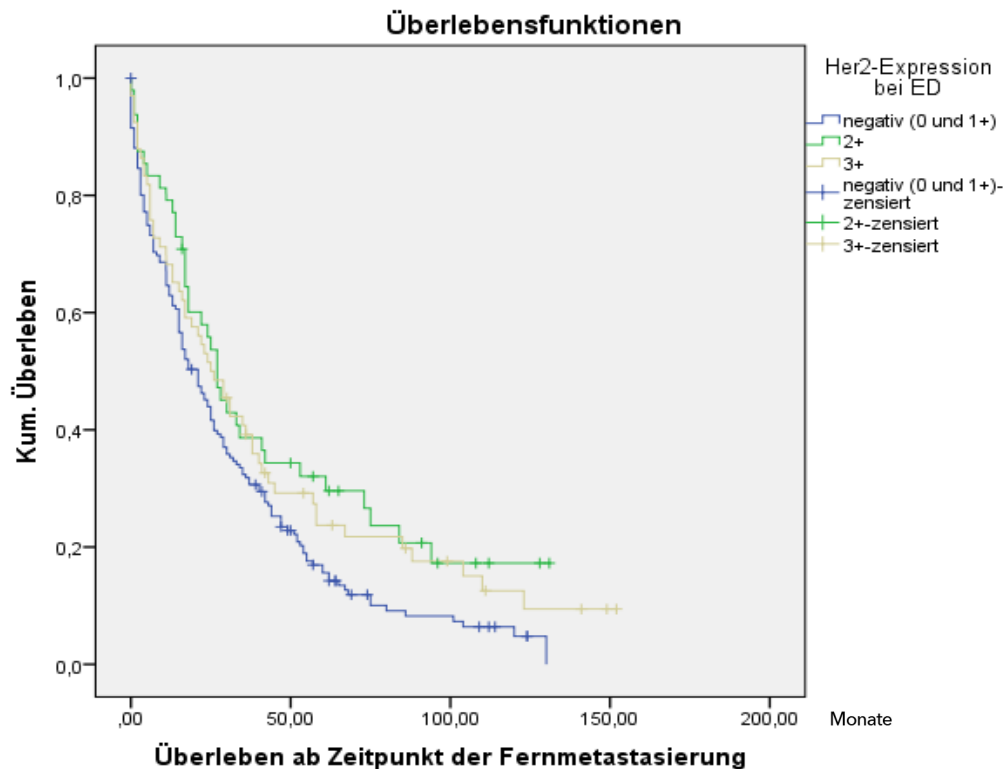 Überlebensfunktionen
Her2-Expression
bei ED
negativ (0 und 1+)
2+
3+
negativ (0 und 1+)-
zensiert
2+-zensiert
3+-zensiert
Kum. Überleben
1,0
0,8
0,6
0,4
0,2
0,0
,00 50,00 100,00 150,00 200,00 Monate
Überleben ab Zeitpunkt der Fernmetastasierung